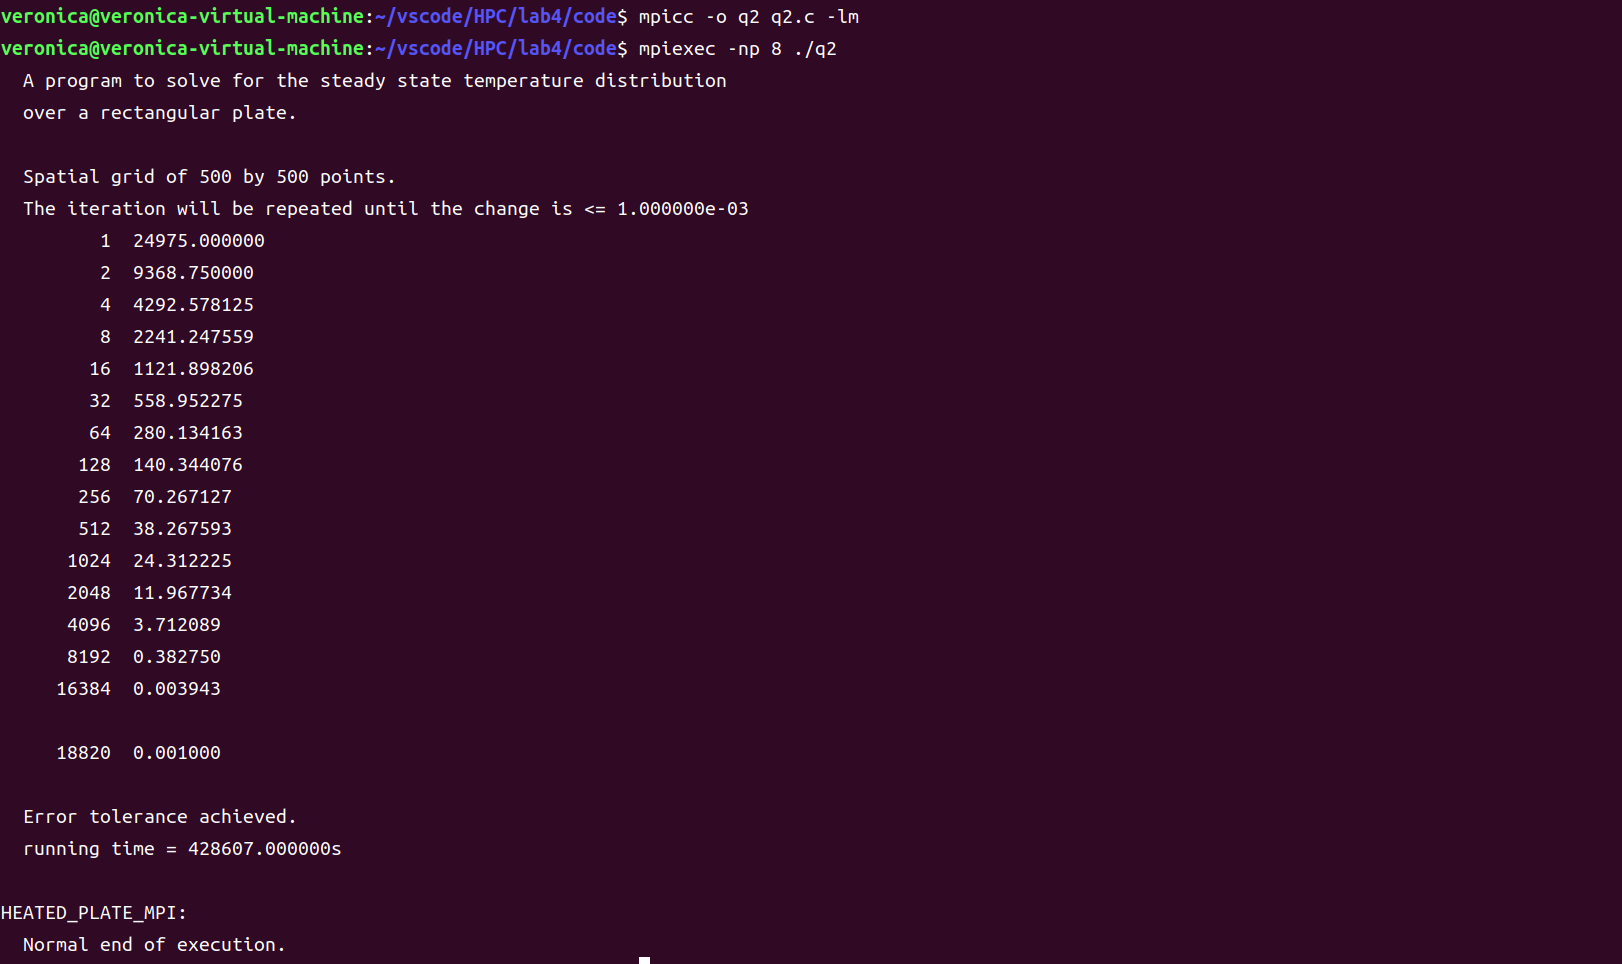 veronica@veronica-virtual-machine:~/vscode/HPC/lab4/code$ mpicc -o q2 q2.c -lm
veronica@veronica-virtual-machine:~/vscode/HPC/lab4/code$ mpiexec -np 8 ./q2
  A program to solve for the steady state temperature distribution
  over a rectangular plate.

  Spatial grid of 500 by 500 points.
  The iteration will be repeated until the change is <= 1.000000e-03
         1  24975.000000
         2  9368.750000
         4  4292.578125
         8  2241.247559
        16  1121.898206
        32  558.952275
        64  280.134163
       128  140.344076
       256  70.267127
       512  38.267593
      1024  24.312225
      2048  11.967734
      4096  3.712089
      8192  0.382750
     16384  0.003943

     18820  0.001000

  Error tolerance achieved.
  running time = 428607.000000s

HEATED_PLATE_MPI:
  Normal end of execution.